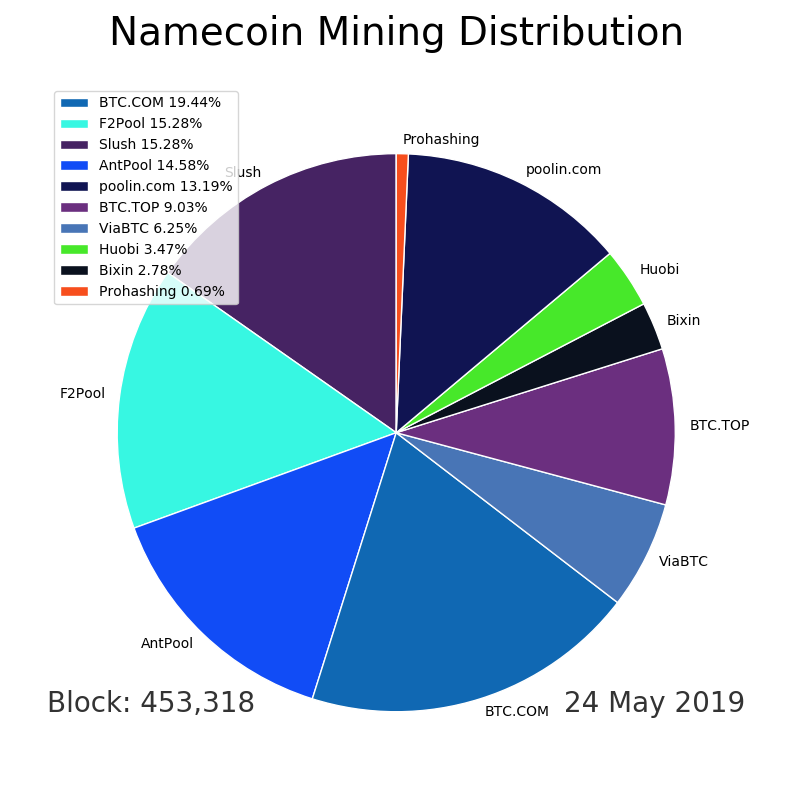 Namecoin Mining Distribution
BTC.COM 19.44%
F2Pool 15.28%
Slush 15.28%
AntPool 14.58%
poolin.com 13.19%
BTC.TOP 9.03%
ViaBTC 6.25%
Huobi 3.47%
Bixin 2.78%
Prohashing 0.69%
Prohashing
poolin.com
Slush
Huobi
Bixin
F2Pool
BTC.TOP
ViaBTC
AntPool
BTC.COM
Block: 453,318
24 May 2019